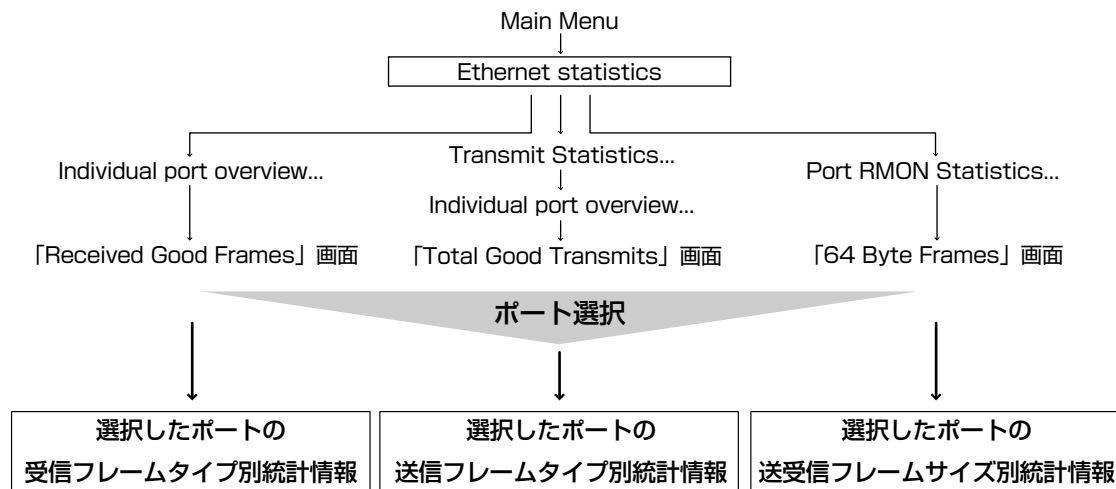 Main Menu
Ethernet statistics
Individual port overview...
Transmit Statistics...
Individual port overview...
Port RMON Statistics...
「Received Good Frames」画面
「Total Good Transmits」画面
「64 Byte Frames」画面
ポート選択
選択したポートの
受信フレームタイプ別統計情報
選択したポートの
送信フレームタイプ別統計情報
選択したポートの
送受信フレームサイズ別統計情報